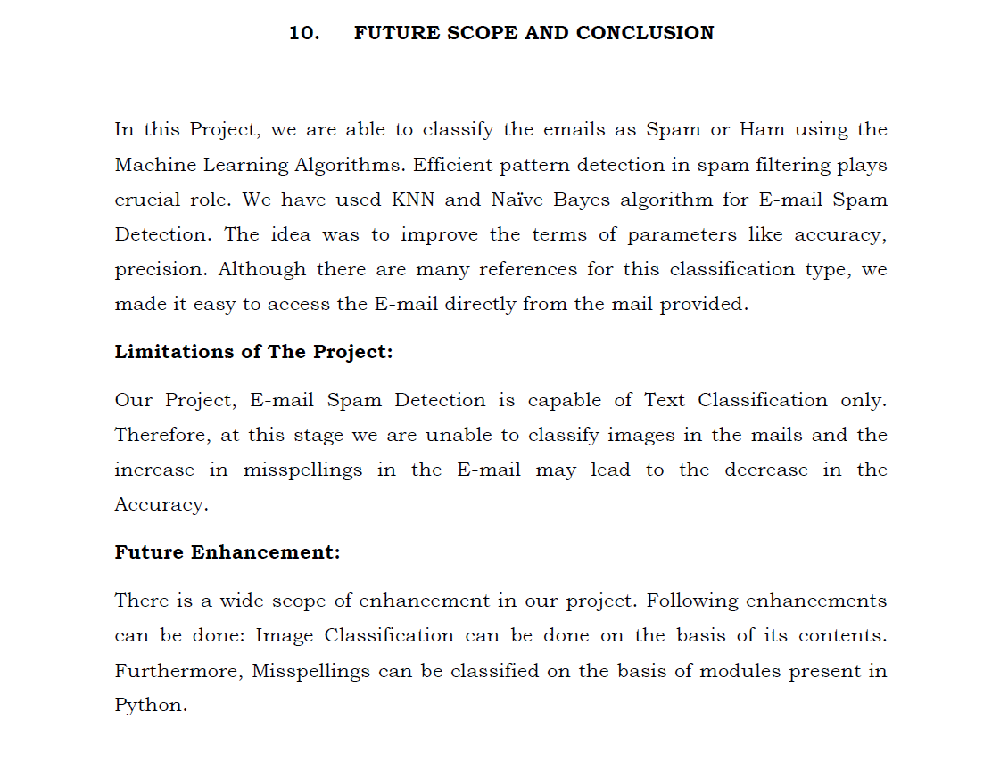 10. FUTURE SCOPE AND CONCLUSION
In this Project, we are able to classify the emails as Spam or Ham using the
Machine Learning Algorithms. Efficient pattern detection in spam filtering plays
crucial role. We have used KNN and Naïve Bayes algorithm for E-mail Spam
Detection. The idea was to improve the terms of parameters like accuracy,
precision. Although there are many references for this classification type, we
made it easy to access the E-mail directly from the mail provided.
Limitations of The Project:
Our Project, E-mail Spam Detection is capable of Text Classification only.
Therefore, at this stage we are unable to classify images in the mails and the
increase in misspellings in the E-mail may lead to the decrease in the
Accuracy.
Future Enhancement:
There is a wide scope of enhancement in our project. Following enhancements
can be done: Image Classification can be done on the basis of its contents.
Furthermore, Misspellings can be classified on the basis of modules present in
Python.